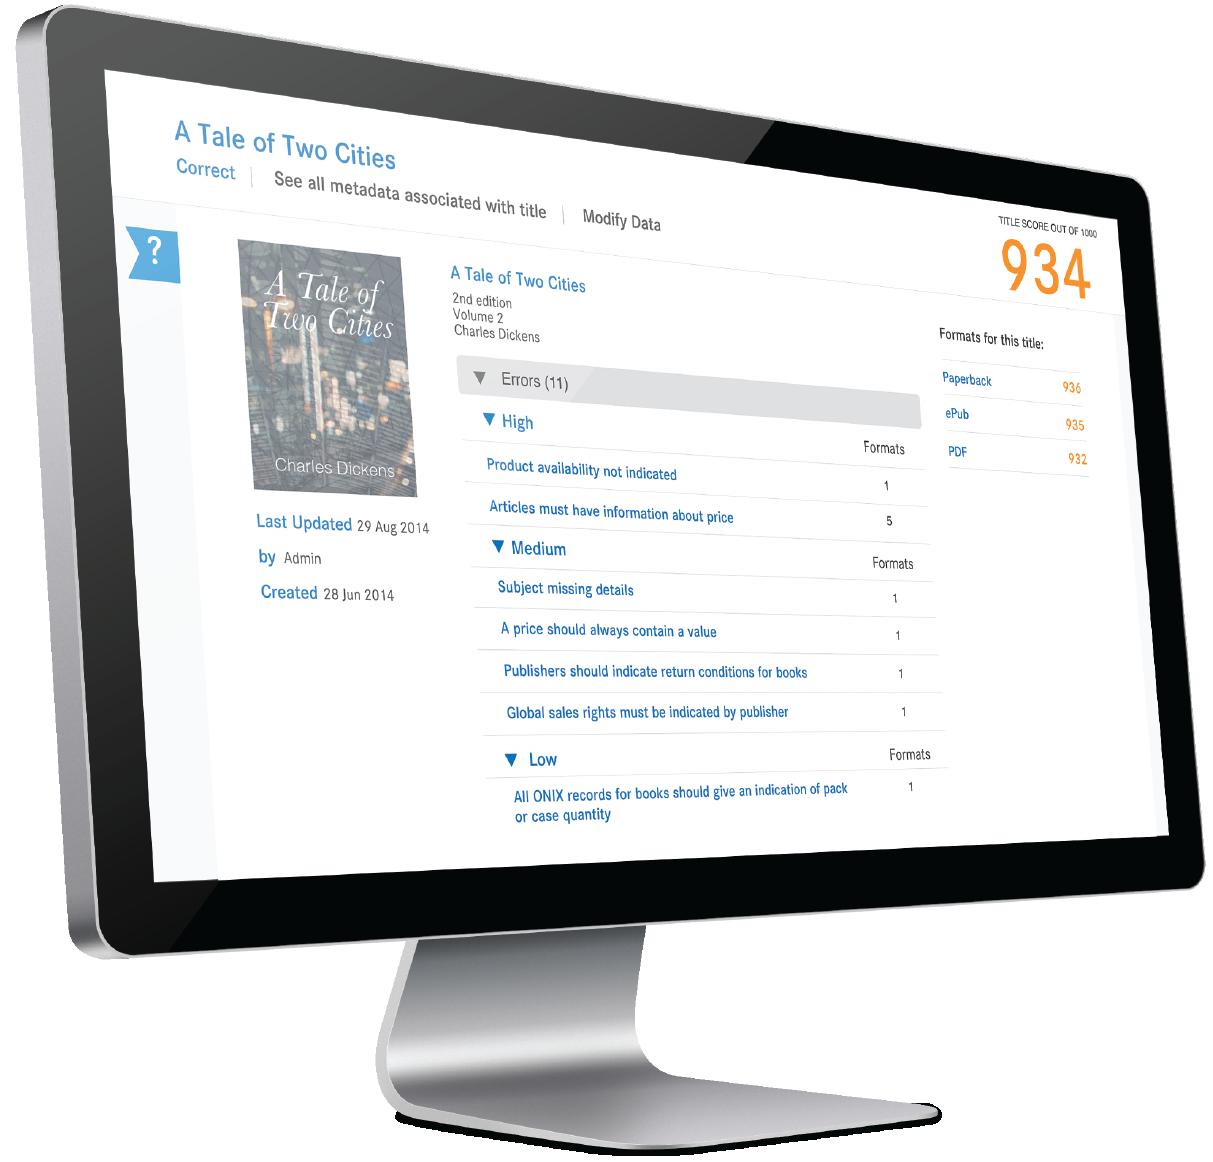 A Tale of Two Cities
Correct | See all metadata associated with title | Modify Data
TITLE SCORE OUT OF 1000
934
?
A Tale of
Two Cities
Charles Dickens
Last Updated 29 Aug 2014
by Admin
Created 28 Jun 2014
A Tale of Two Cities
2nd edition
Volume 2
Charles Dickens
Errors (11)
High
Formats
Product availability not indicated 1
Articles must have information about price 5
Medium Formats
Subject missing details 1
A price should always contain a value 1
Publishers should indicate return conditions for books 1
Global sales rights must be indicated by publisher 1
Low Formats
All ONIX records for books should give an indication of pack 1
or case quantity
Formats for this title:
Paperback 936
ePub 935
PDF 932